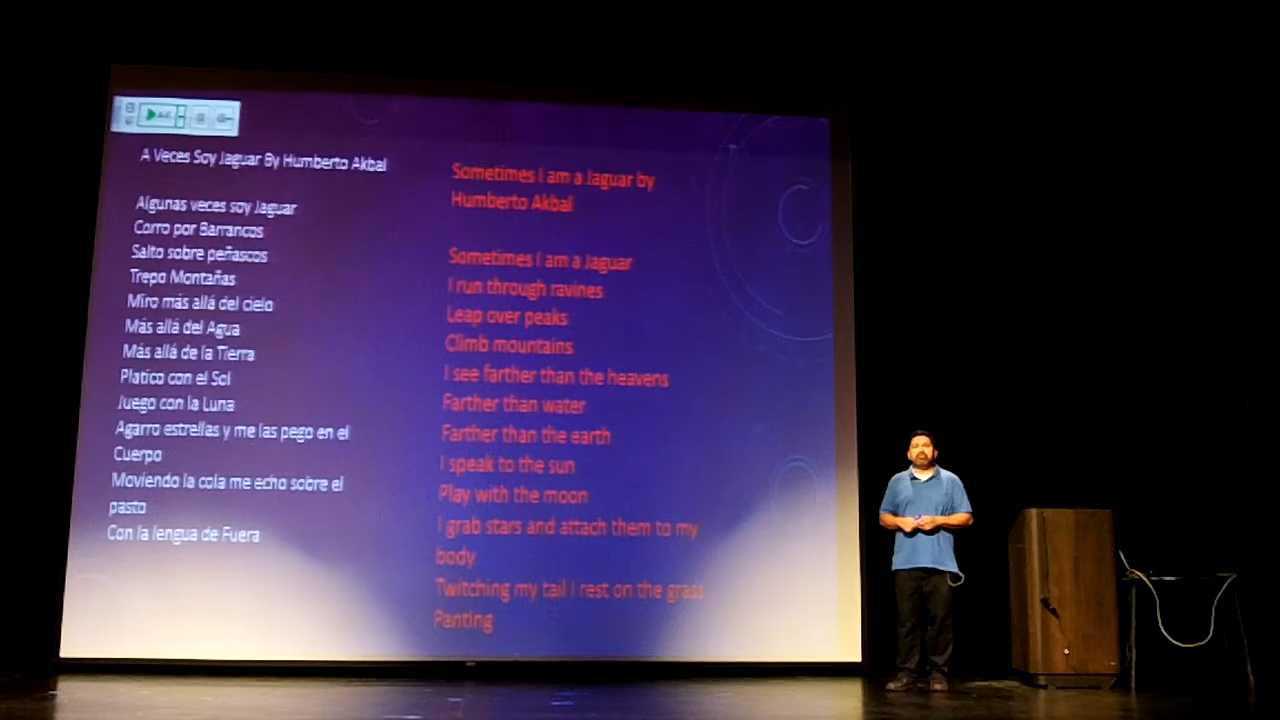 A Veces Soy Jaguar By Humberto Akbal
Algunas veces soy Jaguar
Corro por Barrancos
Salto sobre peñascos
Trepo Montañas
Miro más allá del cielo
Más allá del Agua
Más allá de la Tierra
Platico con el Sol
Juego con la Luna
Agarro estrellas y me las pego en el
Cuerpo
Moviendo la cola me echo sobre el
pasto
Con la lengua de Fuera
Sometimes I am a Jaguar by
Humberto Akbal
Sometimes I am a Jaguar
I run through ravines
Leap over peaks
Climb mountains
I see farther than the heavens
Farther than water
Farther than the earth
I speak to the sun
Play with the moon
I grab stars and attach them to my
body
Twitching my tail I rest on the grass
Panting